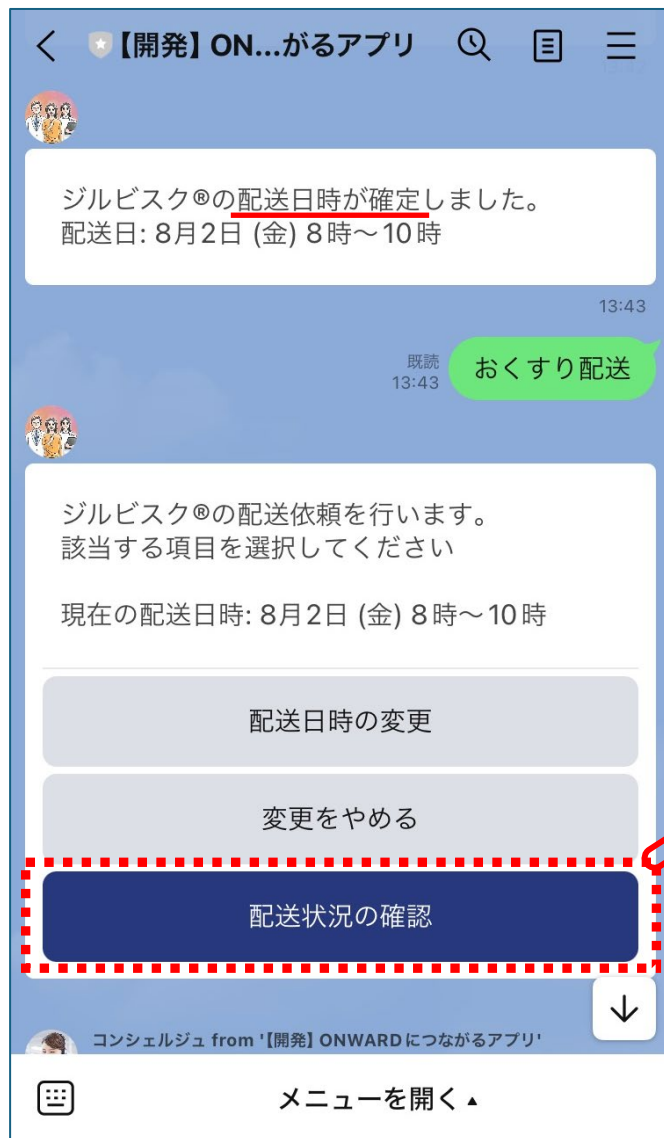 【開発】ON...がるアプリ
ジルビスク®の配送日時が確定しました。
配送日: 8月2日 (金) 8時～10時
13:43
既読
13:43
おくすり配送
ジルビスク®の配送依頼を行います。
該当する項目を選択してください
現在の配送日時: 8月2日 (金) 8時～10時
配送日時の変更
変更をやめる
配送状況の確認
コンシェルジュ from '【開発】ONWARDにつながるアプリ'
メニューを開く▲